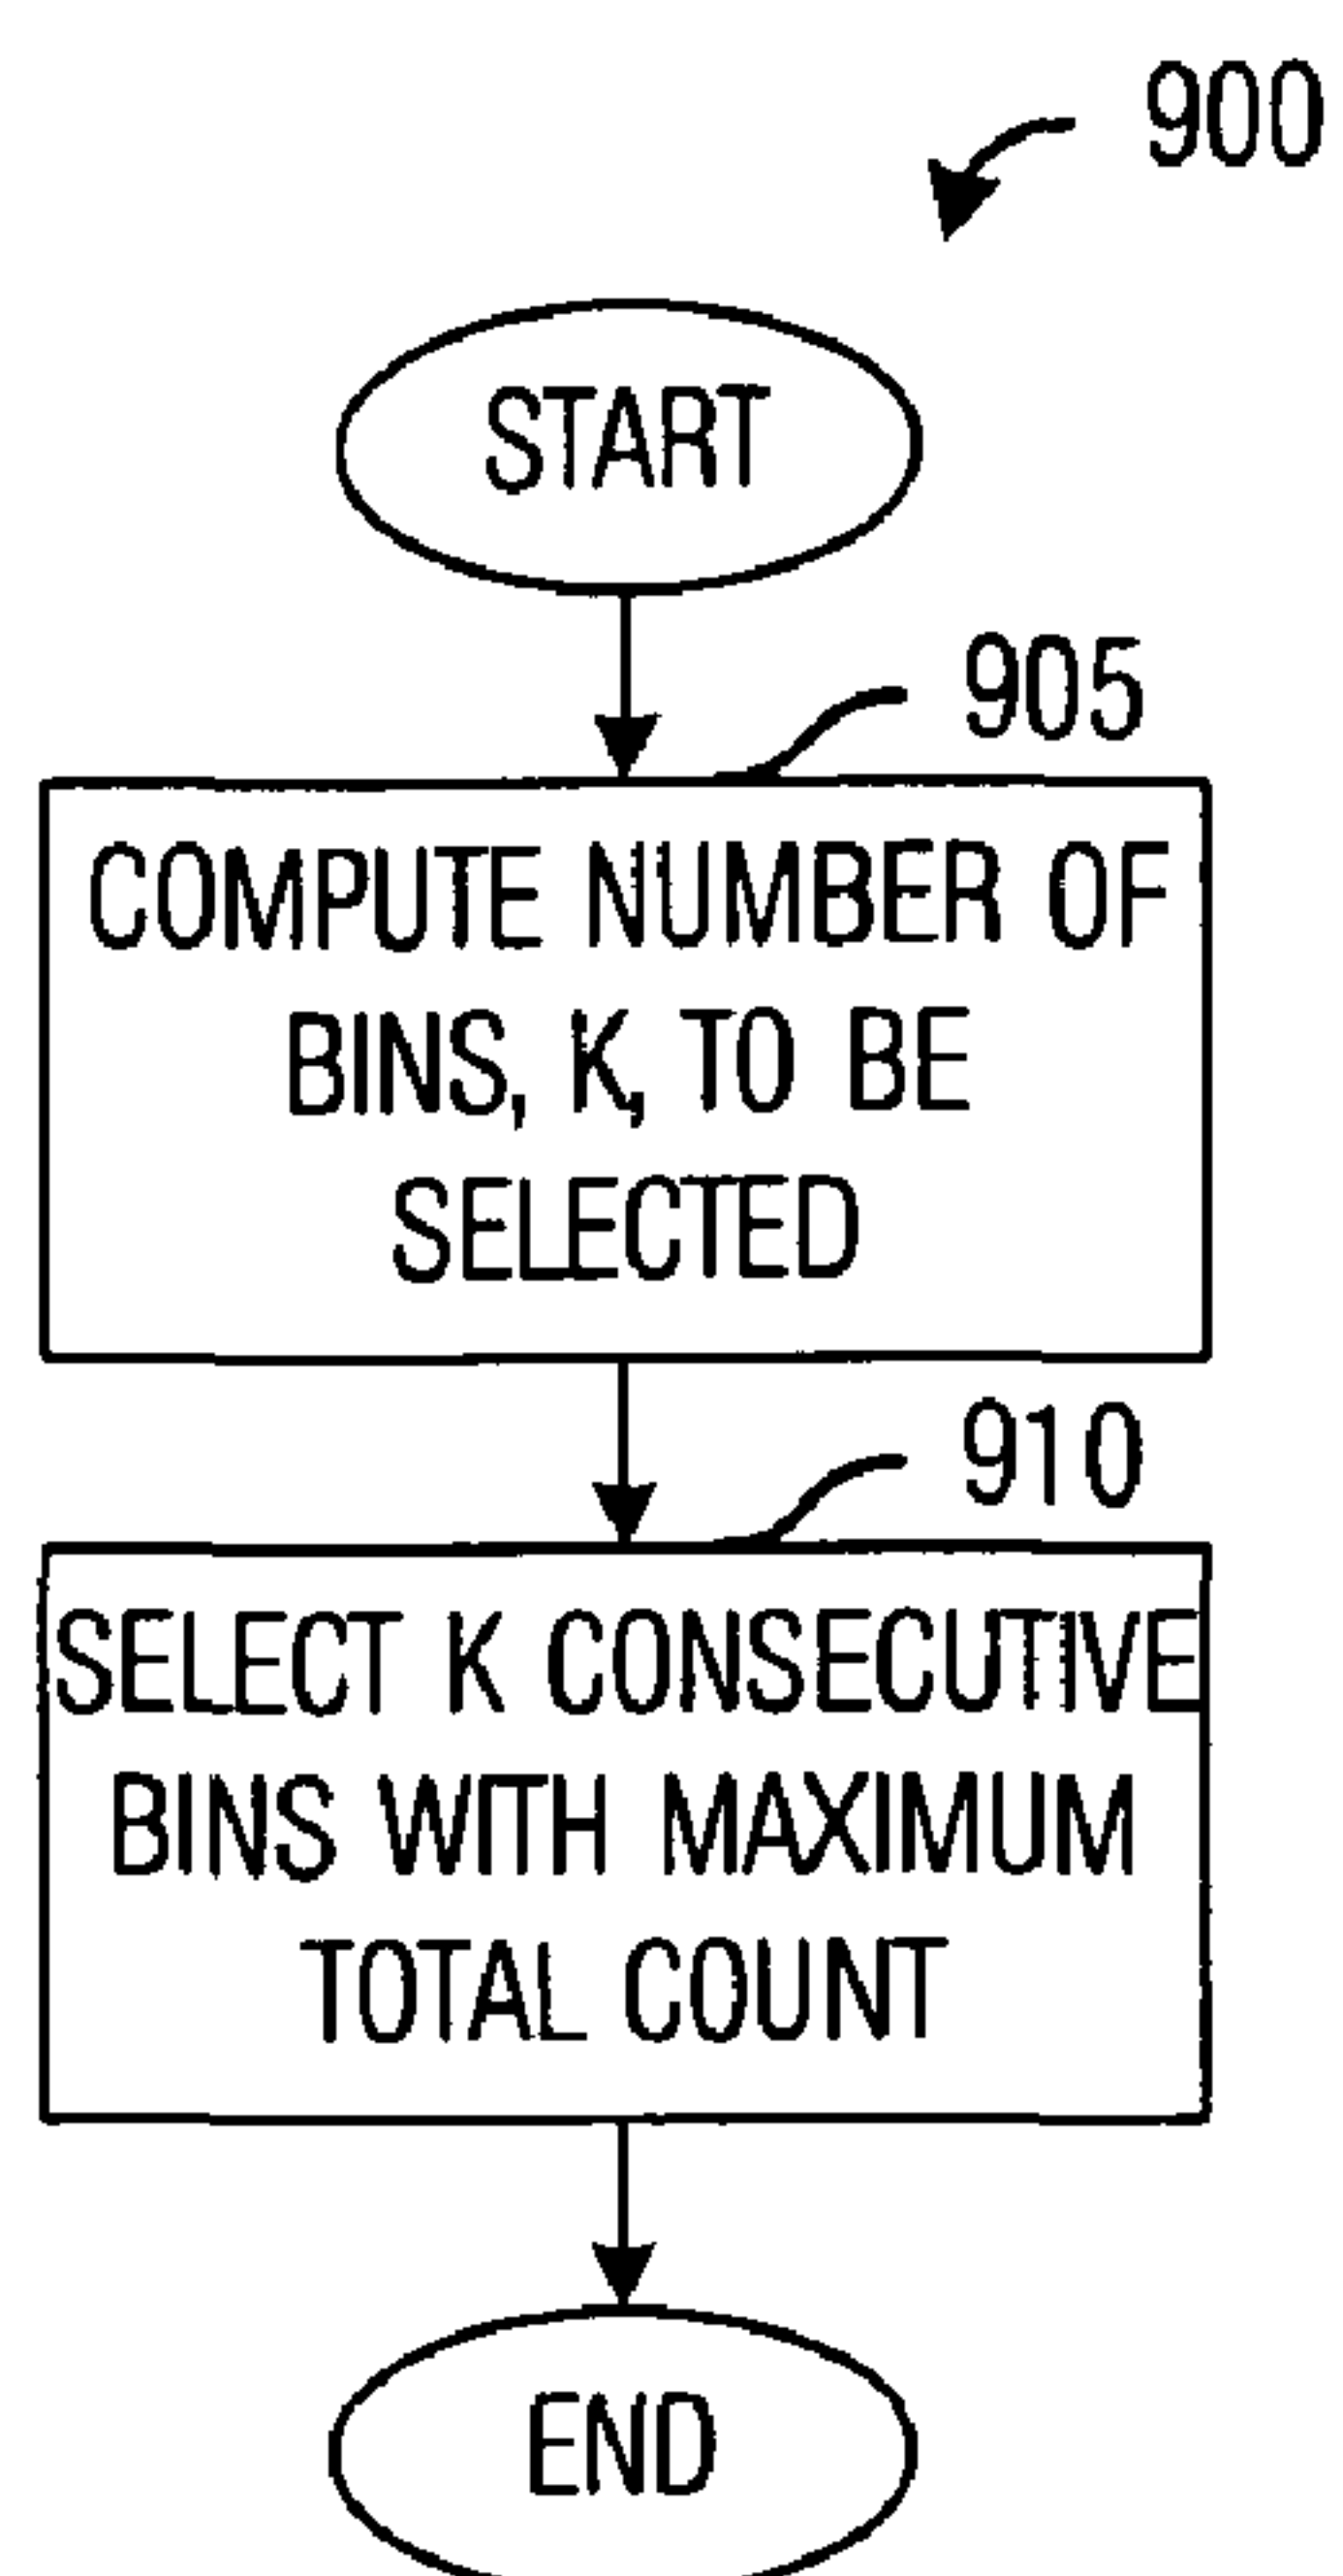 900
START
905
COMPUTE NUMBER OF
BINS, K, TO BE
SELECTED
910
SELECT K CONSECUTIVE
BINS WITH MAXIMUM
TOTAL COUNT
END